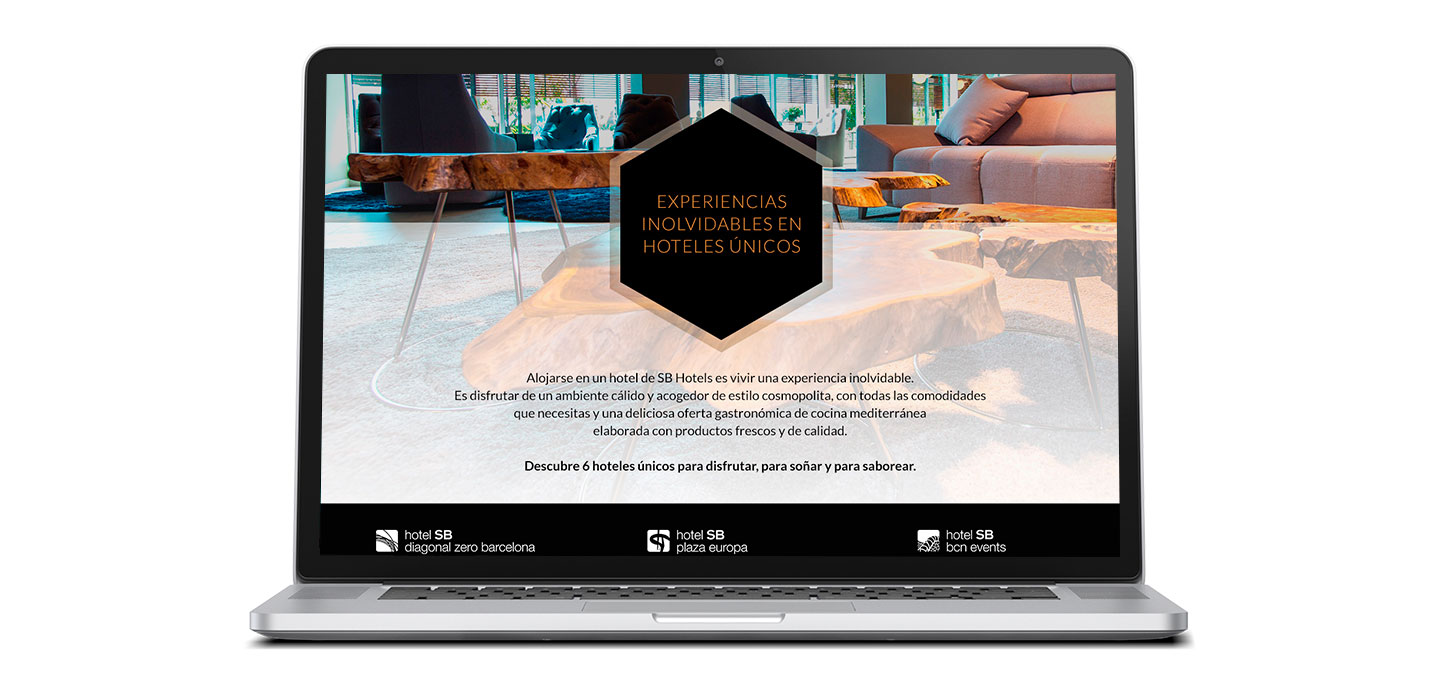 EXPERIENCIAS
INOLVIDABLES EN
HOTELES ÚNICOS
Alojarse en un hotel de SB Hotels es vivir una experiencia inolvidable.
Es disfrutar de un ambiente cálido y acogedor de estilo cosmopolita, con todas las comodidades
que necesitas y una deliciosa oferta gastronómica de cocina mediterránea
elaborada con productos frescos y de calidad.
Descubre 6 hoteles únicos para disfrutar, para soñar y para saborear.
hotel SB
diagonal zero barcelona
hotel SB
plaza europa
hotel SB
bcn events